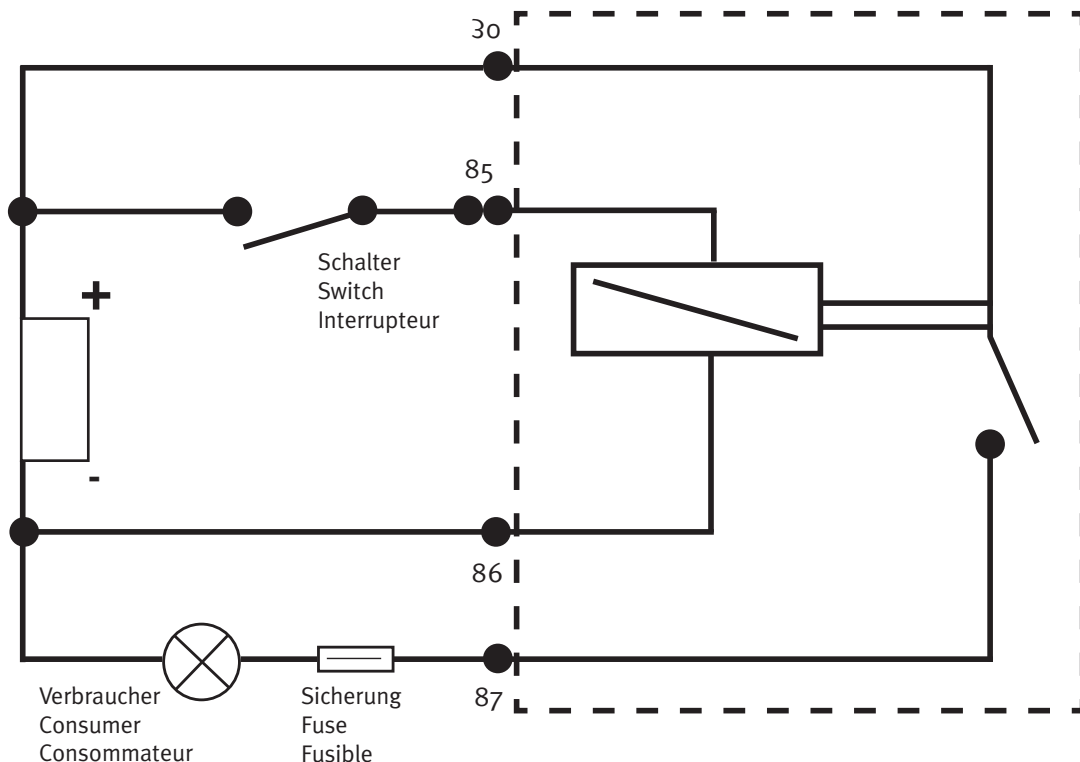 30
85
Schalter
Switch
Interrupteur
+
-
86
87
Verbraucher
Consumer
Consommateur
Sicherung
Fuse
Fusible